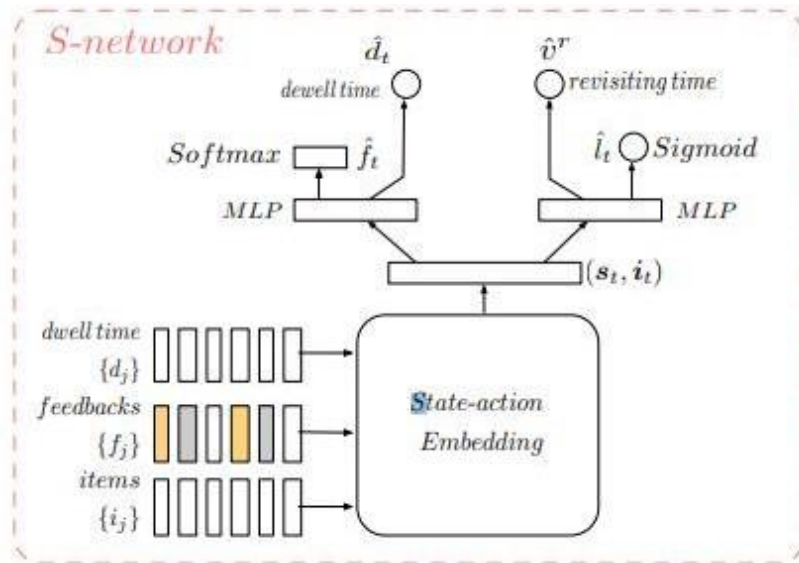 S-network
d̂_t v̂^r
dewell time revisiting time
Softmax f̂_t l̂_t Sigmoid
MLP MLP
(s_t, i_t)
dwell time
{d_j}
State-action
feedbacks
{f_j} Embedding
items
{i_j}